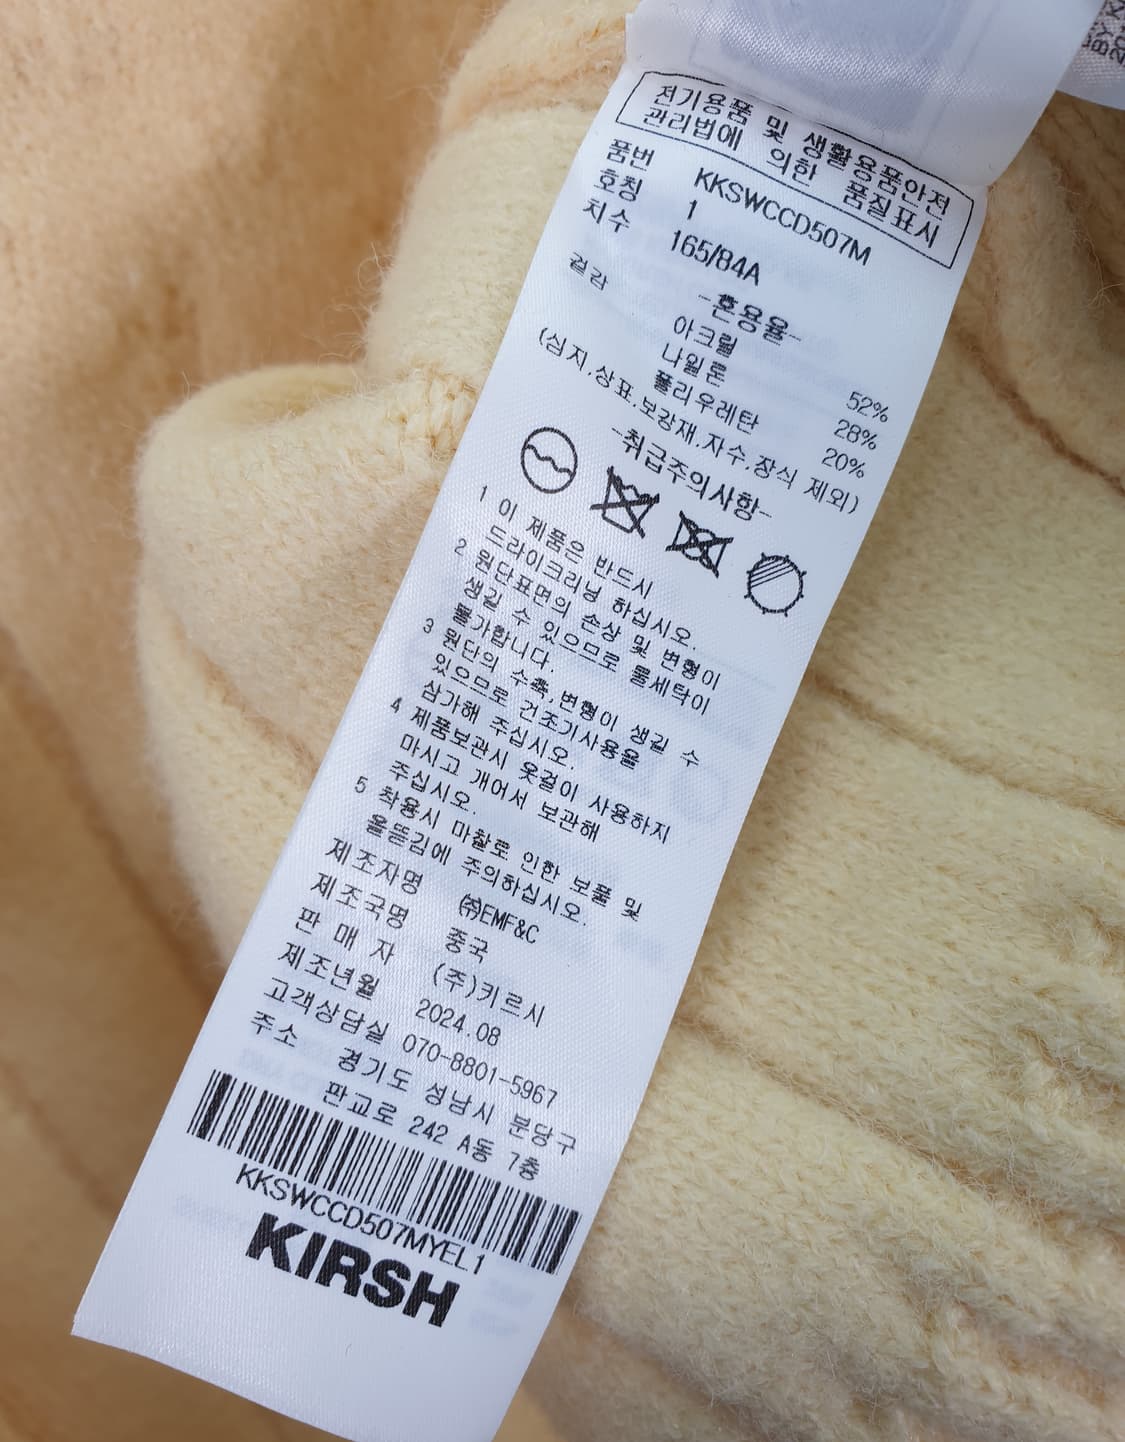 전기용품 및 생활용품안전
관리법에 의한 품질표시
품번 KKSWCCD507M
호칭 1
치수 165/84A
겉감 -혼용율-
아크릴 52%
나일론 28%
폴리우레탄 20%
(심지,상표,보강재,자수,장식 제외)
-취급주의사항-
1 이 제품은 반드시
드라이크리닝 하십시오.
2 원단표면의 손상 및 변형이
생길 수 있으므로 물세탁이
불가합니다.
3 원단의 수축,변형이 생길 수
있으므로 건조기사용을
삼가해 주십시오.
4 제품보관시 옷걸이 사용하지
마시고 개어서 보관해
주십시오.
5 착용시 마찰로 인한 보풀 및
올뜯김에 주의하십시오.
제조자명 ㈜EMF&C
제조국명 중국
판매자 (주)키르시
제조년월 2024.08
고객상담실 070-8801-5967
주소 경기도 성남시 분당구
판교로 242 A동 7층
KKSWCCD507MYEL1
KIRSH